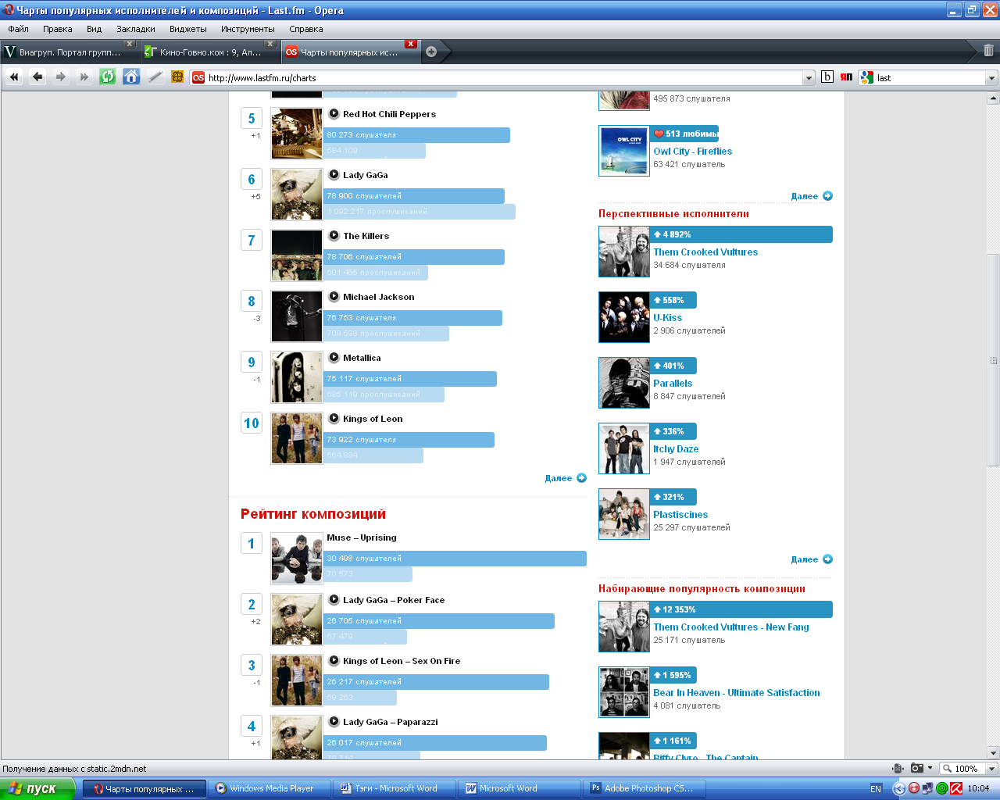 Чарты популярных исполнителей и композиций - Last.fm - Opera
Файл Правка Вид Закладки Виджеты Инструменты Справка
Виагруп. Портал групп...
Кино-Говно.ком : 9, Ал...
Чарты популярных ис...
http://www.lastfm.ru/charts
last
5
+1
Red Hot Chili Peppers
80 273 слушателя
694 109
6
+5
Lady GaGa
78 900 слушателей
1 092 217 прослушиваний
7
The Killers
78 706 слушателей
601 465 прослушиваний
8
-3
Michael Jackson
76 753 слушателя
709 598 прослушиваний
9
-1
Metallica
75 117 слушателей
685 119 прослушиваний
10
Kings of Leon
73 922 слушателя
564 884
Далее
Рейтинг композиций
1
Muse – Uprising
30 498 слушателей
70 573
2
+2
Lady GaGa – Poker Face
26 705 слушателей
67 479
3
-1
Kings of Leon – Sex On Fire
26 217 слушателей
59 263
4
+1
Lady GaGa – Paparazzi
26 017 слушателей
495 873 слушателя
OWL CITY
513 любимы
Owl City - Fireflies
63 421 слушатель
Далее
Перспективные исполнители
4 892%
Them Crooked Vultures
34 684 слушателя
558%
U-Kiss
2 906 слушателей
401%
Parallels
8 847 слушателей
336%
Itchy Daze
1 947 слушателей
321%
Plastiscines
25 297 слушателей
Далее
Набирающие популярность композиции
12 353%
Them Crooked Vultures - New Fang
25 171 слушатель
1 595%
Bear In Heaven - Ultimate Satisfaction
4 081 слушатель
1 161%
Biffy Clyro - The Captain
Получение данных с static.2mdn.net
100%
пуск
Чарты популярных ...
Windows Media Player
Тэги - Microsoft Word
Microsoft Word
Adobe Photoshop CS...
EN
10:04